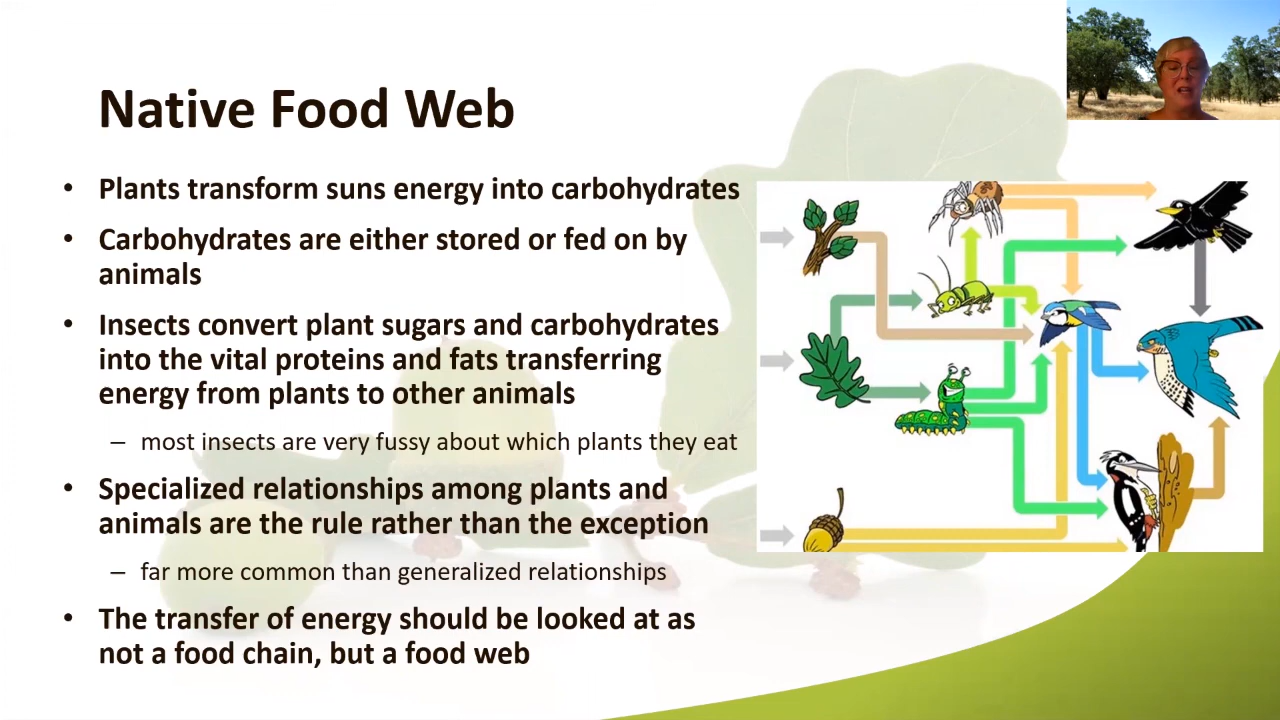 Native Food Web
• Plants transform suns energy into carbohydrates
• Carbohydrates are either stored or fed on by
animals
• Insects convert plant sugars and carbohydrates
into the vital proteins and fats transferring
energy from plants to other animals
– most insects are very fussy about which plants they eat
• Specialized relationships among plants and
animals are the rule rather than the exception
– far more common than generalized relationships
• The transfer of energy should be looked at as
not a food chain, but a food web